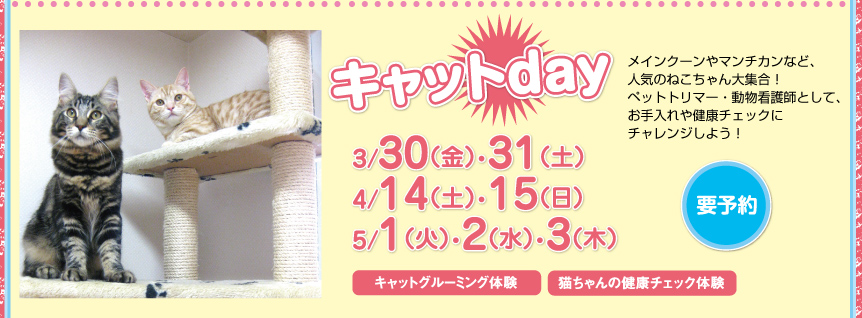 キャットday
メインクーンやマンチカンなど、
人気のねこちゃん大集合！
ペットトリマー・動物看護師として、
お手入れや健康チェックに
チャレンジしよう！
3/30(金)・31(土)
4/14(土)・15(日)
5/1(火)・2(水)・3(木)
要予約
キャットグルーミング体験
猫ちゃんの健康チェック体験